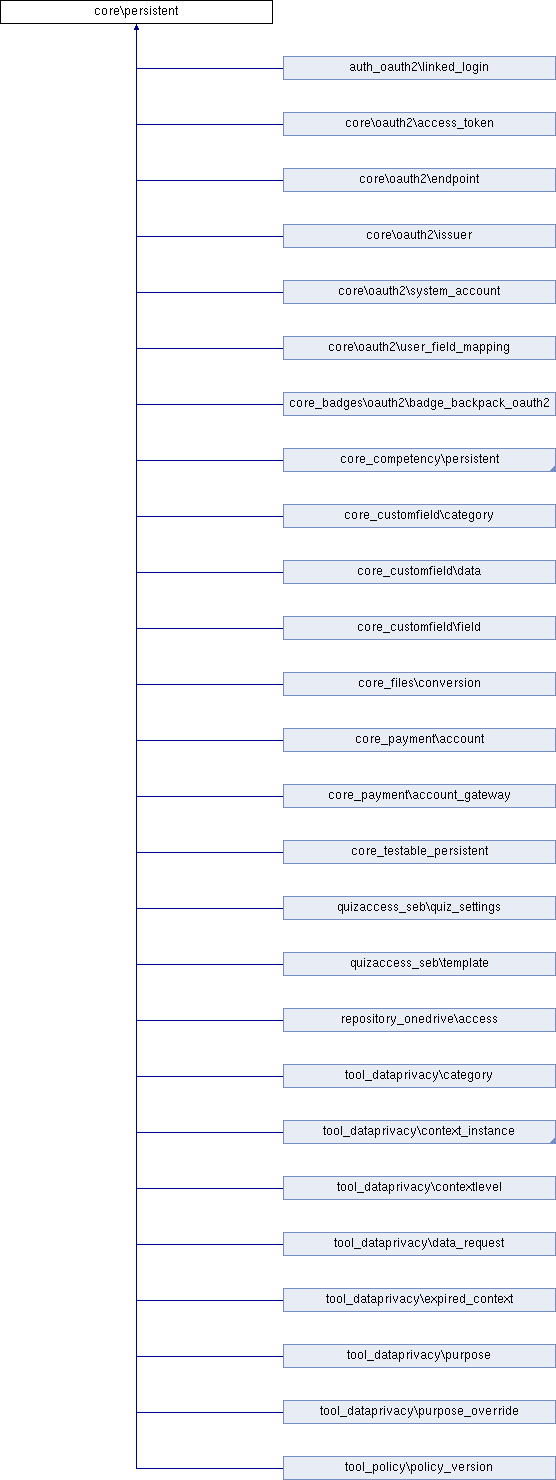 core\persistent
auth_oauth2\linked_login
core\oauth2\access_token
core\oauth2\endpoint
core\oauth2\issuer
core\oauth2\system_account
core\oauth2\user_field_mapping
core_badges\oauth2\badge_backpack_oauth2
core_competency\persistent
core_customfield\category
core_customfield\data
core_customfield\field
core_files\conversion
core_payment\account
core_payment\account_gateway
core_testable_persistent
quizaccess_seb\quiz_settings
quizaccess_seb\template
repository_onedrive\access
tool_dataprivacy\category
tool_dataprivacy\context_instance
tool_dataprivacy\contextlevel
tool_dataprivacy\data_request
tool_dataprivacy\expired_context
tool_dataprivacy\purpose
tool_dataprivacy\purpose_override
tool_policy\policy_version